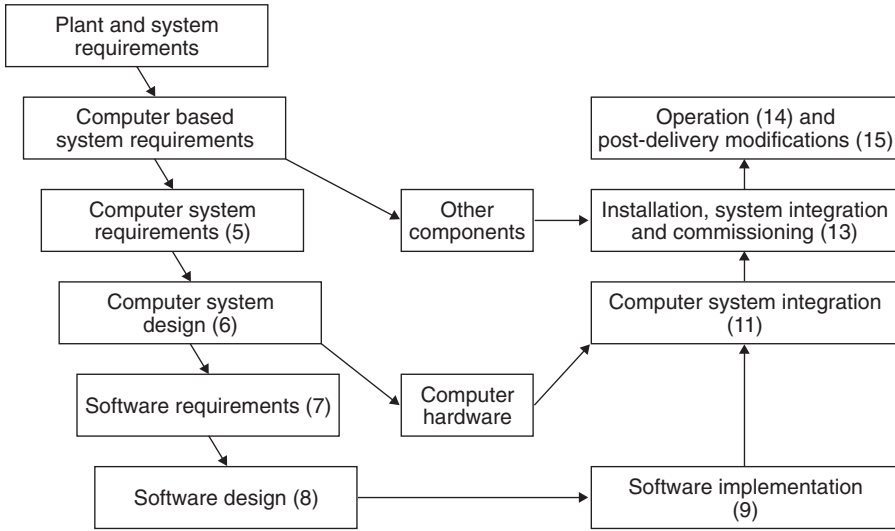 Plant and system
requirements
Computer based
system requirements
Operation (14) and
post-delivery modifications (15)
Computer system
requirements (5)
Other
components
Installation, system integration
and commissioning (13)
Computer system
design (6)
Computer system integration
(11)
Software requirements (7)
Computer
hardware
Software design (8)
Software implementation
(9)